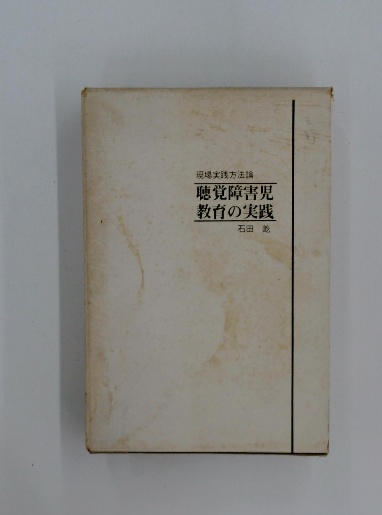 現場実践方法論
聴覚障害児
教育の実践
石田 乾